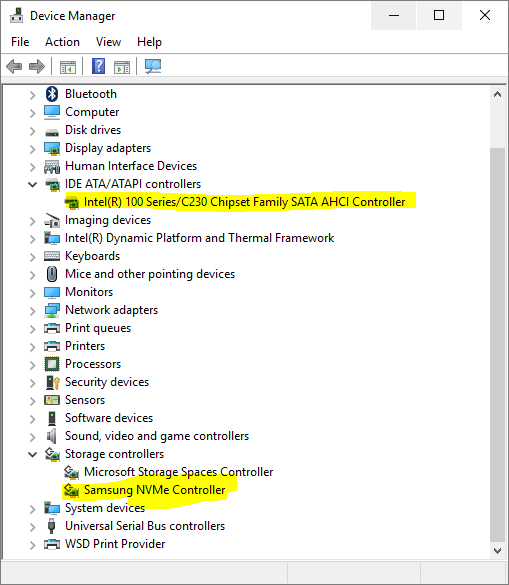 Device Manager
File Action View Help
Bluetooth
Computer
Disk drives
Display adapters
Human Interface Devices
IDE ATA/ATAPI controllers
Intel(R) 100 Series/C230 Chipset Family SATA AHCI Controller
Imaging devices
Intel(R) Dynamic Platform and Thermal Framework
Keyboards
Mice and other pointing devices
Monitors
Network adapters
Print queues
Printers
Processors
Security devices
Sensors
Software devices
Sound, video and game controllers
Storage controllers
Microsoft Storage Spaces Controller
Samsung NVMe Controller
System devices
Universal Serial Bus controllers
WSD Print Provider